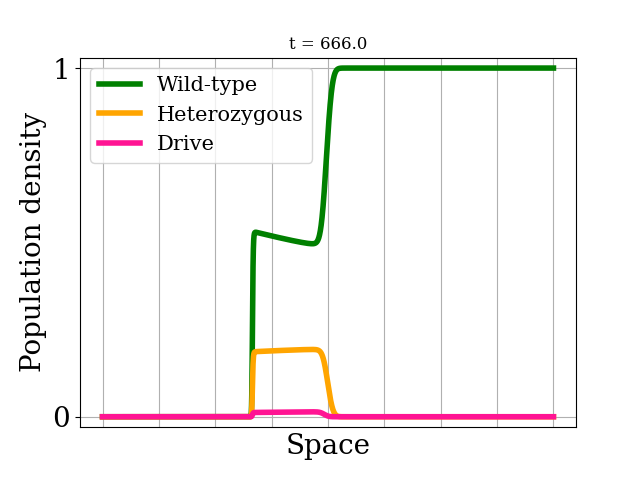 t = 666.0
1
Wild-type
Heterozygous
Drive
Population density
0
Space